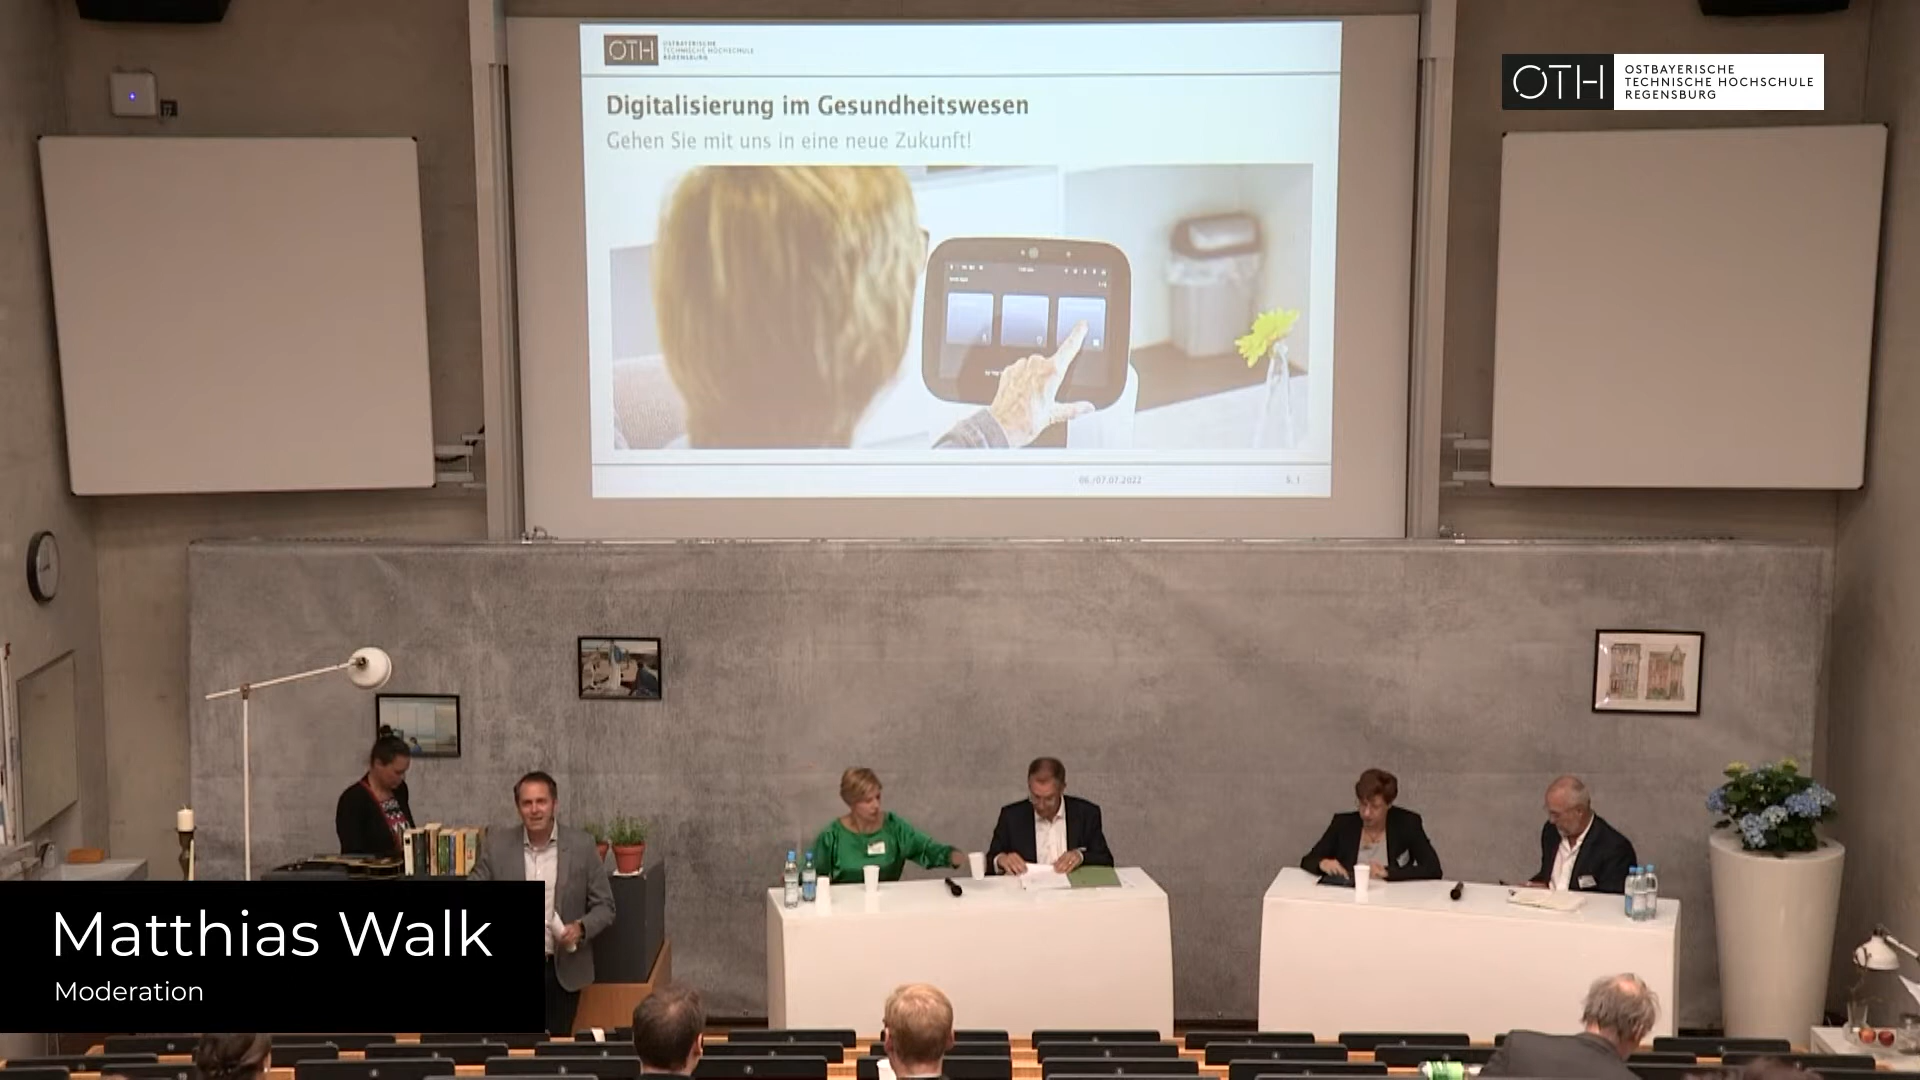 OTH
OSTBAYERISCHE
TECHNISCHE HOCHSCHULE
REGENSBURG
Digitalisierung im Gesundheitswesen
Gehen Sie mit uns in eine neue Zukunft!
06./07.07.2022
S. 1
OTH
OSTBAYERISCHE
TECHNISCHE HOCHSCHULE
REGENSBURG
Matthias Walk
Moderation